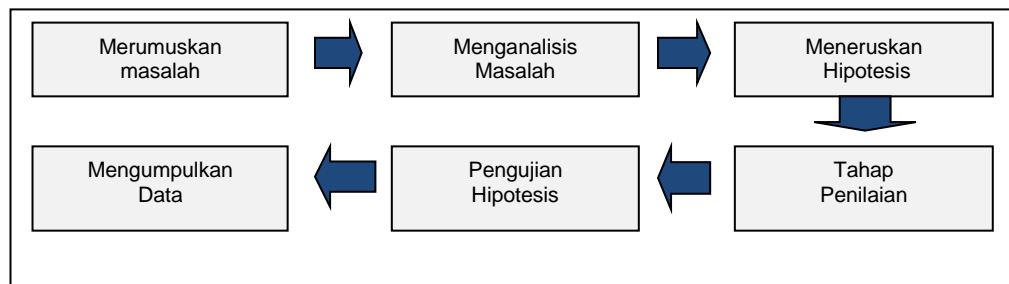 Merumuskan
masalah
Menganalisis
Masalah
Meneruskan
Hipotesis
Tahap
Penilaian
Pengujian
Hipotesis
Mengumpulkan
Data